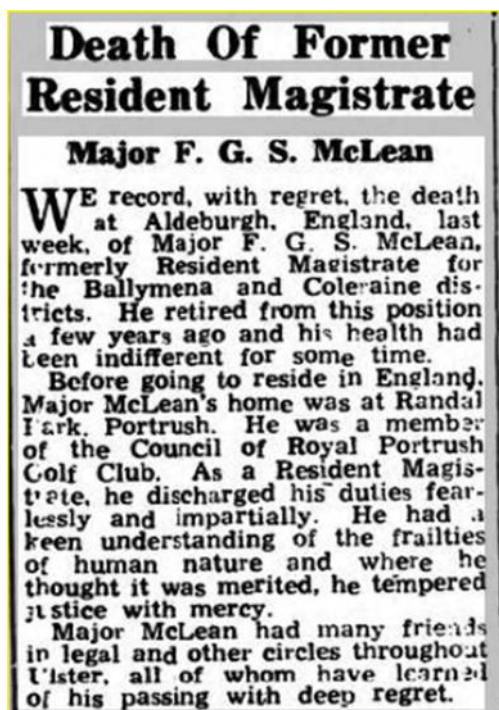 Death Of Former
Resident Magistrate
Major F. G. S. McLean
WE record, with regret, the death
at Aldeburgh, England, last
week, of Major F. G. S. McLean,
formerly Resident Magistrate for
the Ballymena and Coleraine dis-
tricts. He retired from this position
a few years ago and his health had
been indifferent for some time.
Before going to reside in England,
Major McLean's home was at Randal
Park, Portrush. He was a member
of the Council of Royal Portrush
Golf Club. As a Resident Magis-
trate, he discharged his duties fear-
lessly and impartially. He had a
keen understanding of the frailties
of human nature and where he
thought it was merited, he tempered
justice with mercy.
Major McLean had many friends
in legal and other circles throughout
Ulster, all of whom have learned
of his passing with deep regret.